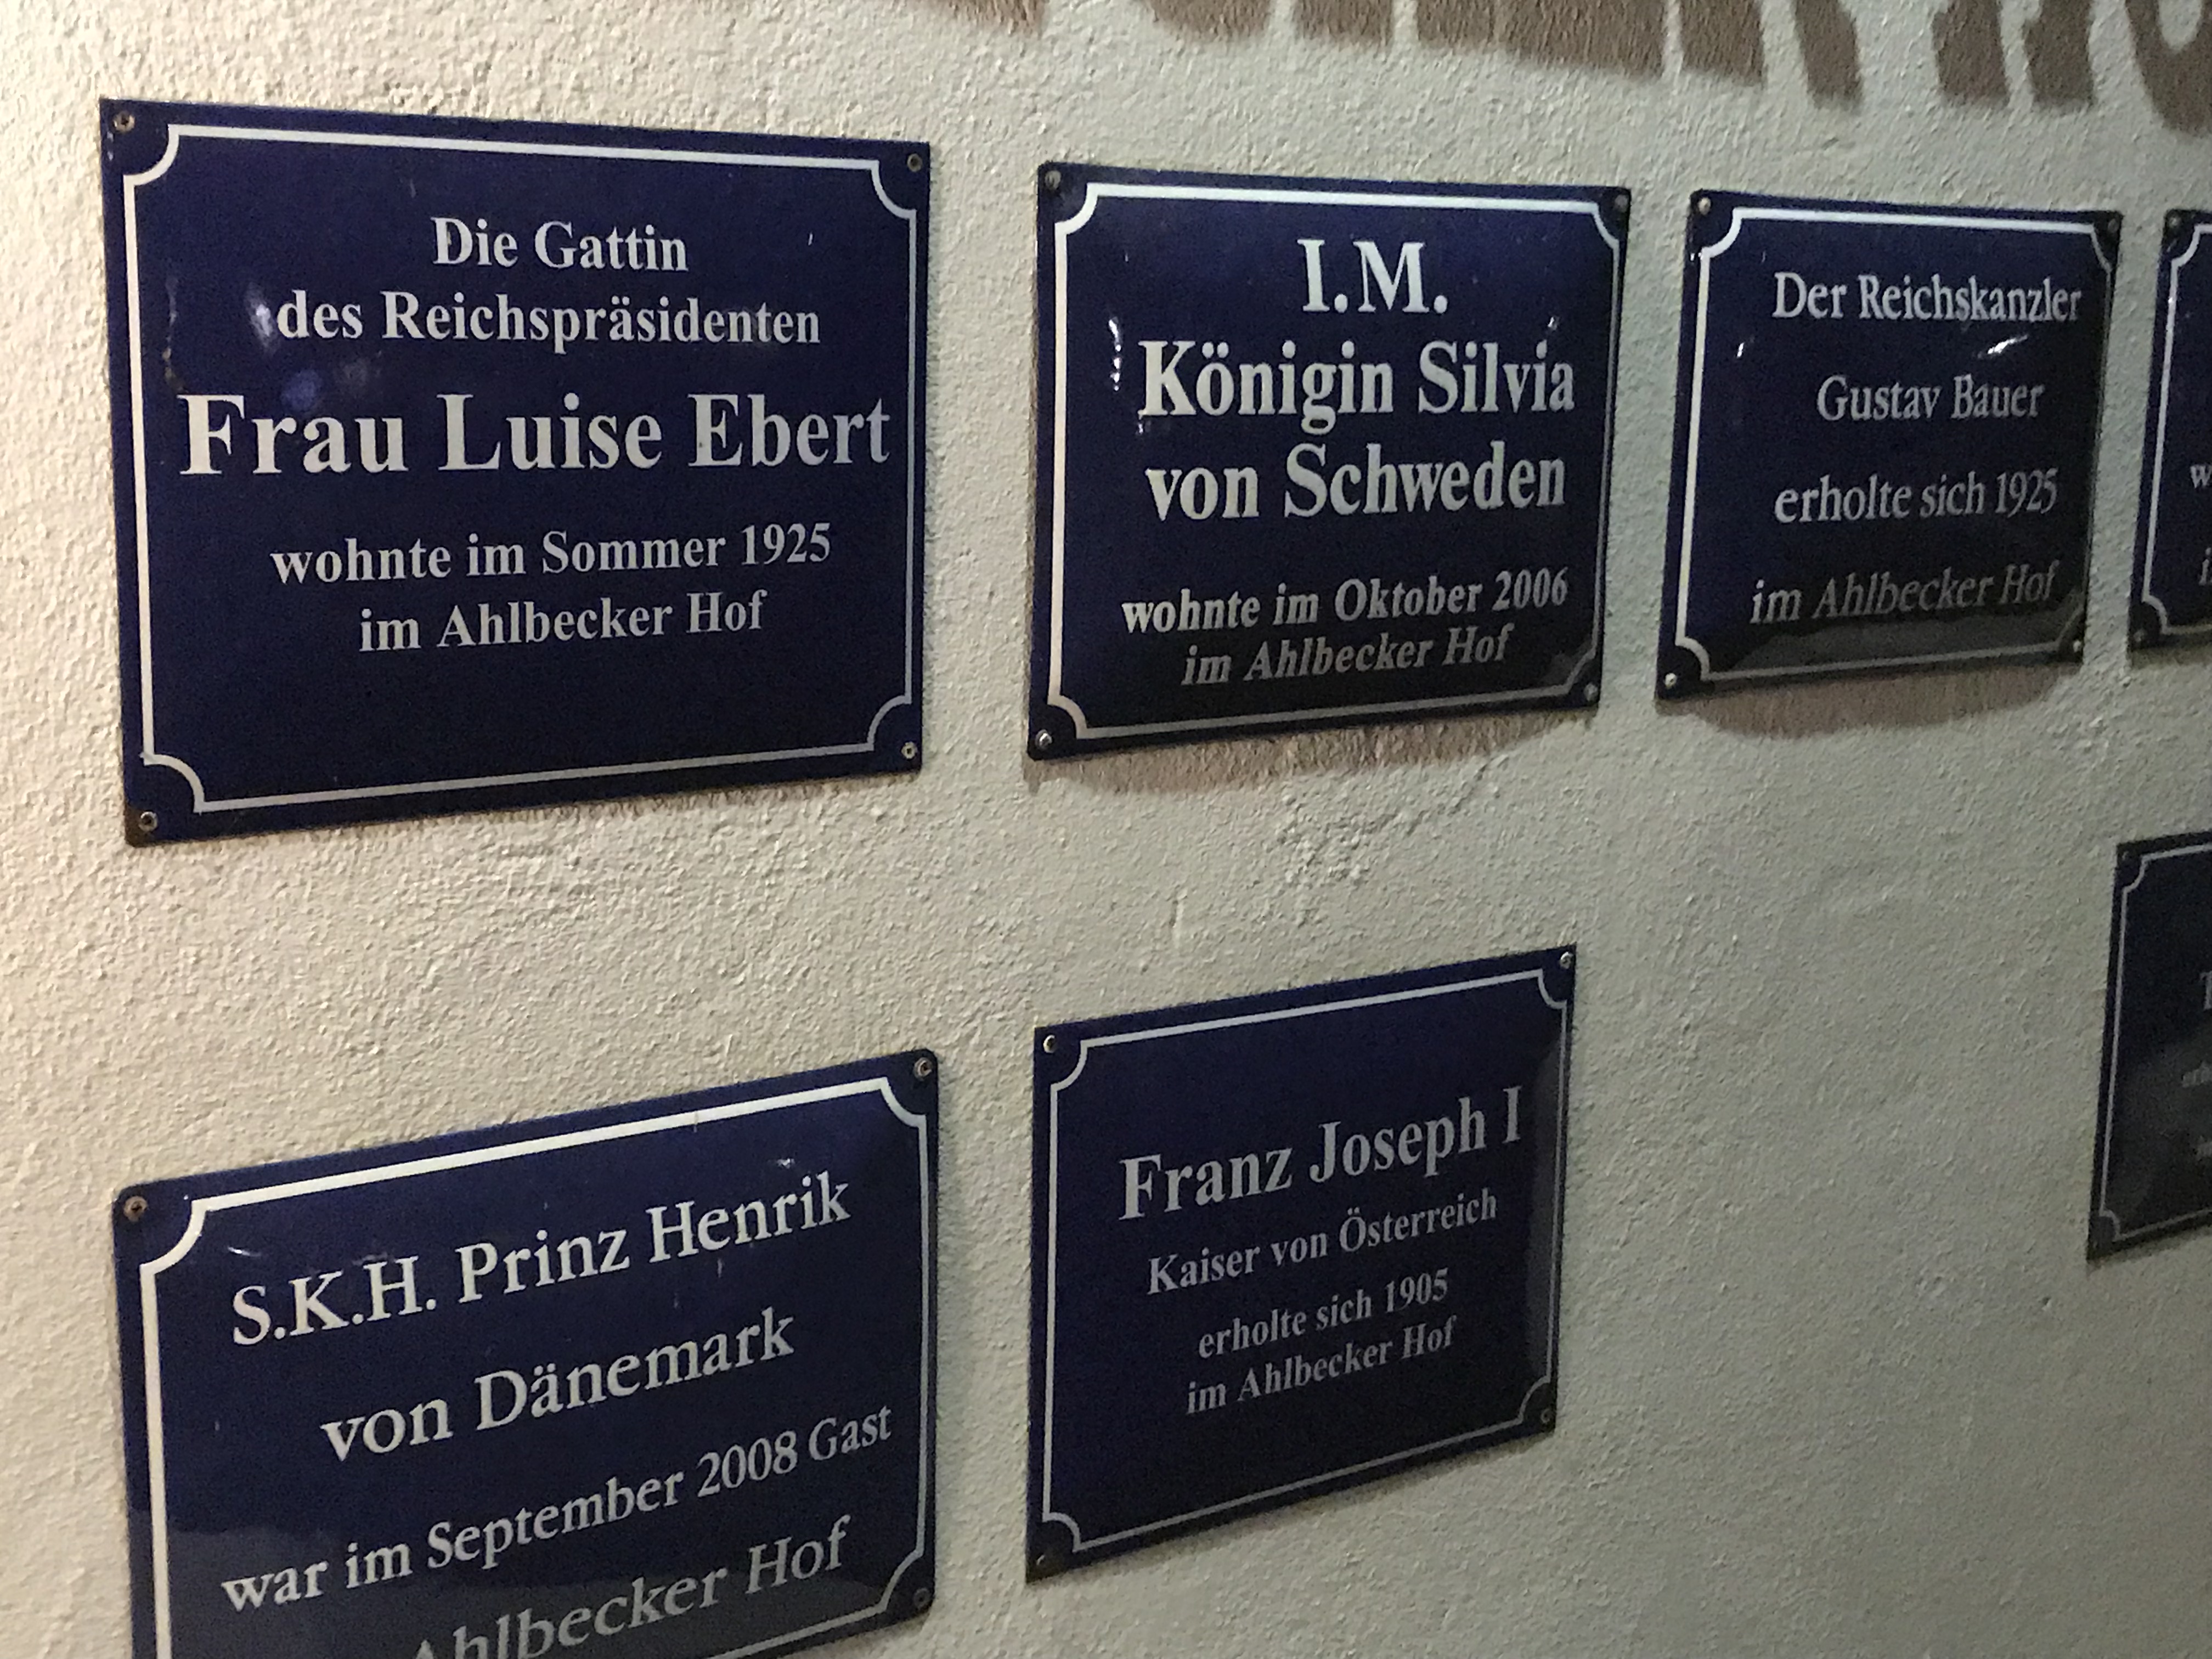 Die Gattin
des Reichspräsidenten
Frau Luise Ebert
wohnte im Sommer 1925
im Ahlbecker Hof
I.M.
Königin Silvia
von Schweden
wohnte im Oktober 2006
im Ahlbecker Hof
Der Reichskanzler
Gustav Bauer
erholte sich 1925
im Ahlbecker Hof
S.K.H. Prinz Henrik
von Dänemark
war im September 2008 Gast
Ahlbecker Hof
Franz Joseph I
Kaiser von Österreich
erholte sich 1905
im Ahlbecker Hof